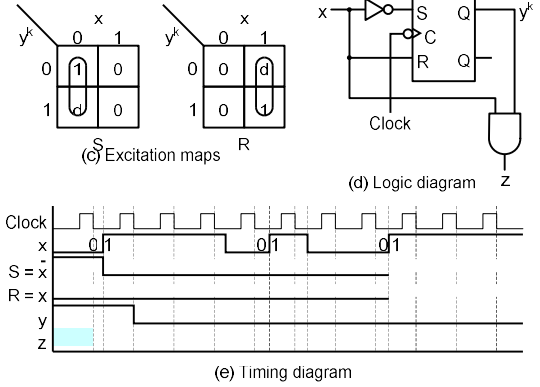 x
y^k 0 1
0 1 0
1 d 0
S
(c) Excitation maps
x
y^k 0 1
0 0 d
1 0 1
R
x S Q y^k
C
R Q
Clock
z
(d) Logic diagram
Clock
x 0 1 0 1 0 1
S = x̄
R = x
y
z
(e) Timing diagram